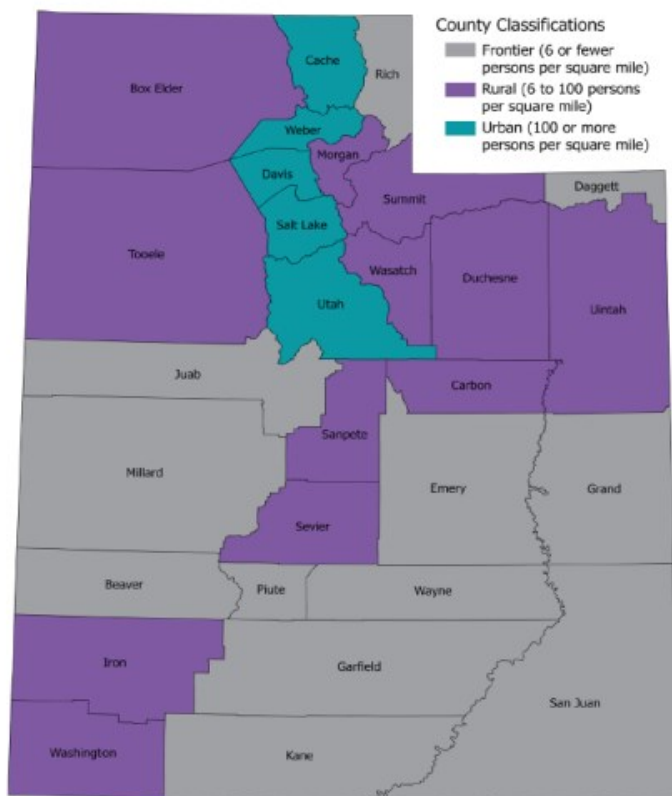 County Classifications
Frontier (6 or fewer
persons per square mile)
Rural (6 to 100 persons
per square mile)
Urban (100 or more
persons per square mile)
Cache
Rich
Box Elder
Weber
Morgan
Davis
Daggett
Summit
Salt Lake
Tooele
Wasatch
Duchesne
Uintah
Utah
Juab
Carbon
Sanpete
Millard
Emery
Grand
Sevier
Beaver
Piute
Wayne
Iron
Garfield
San Juan
Washington
Kane